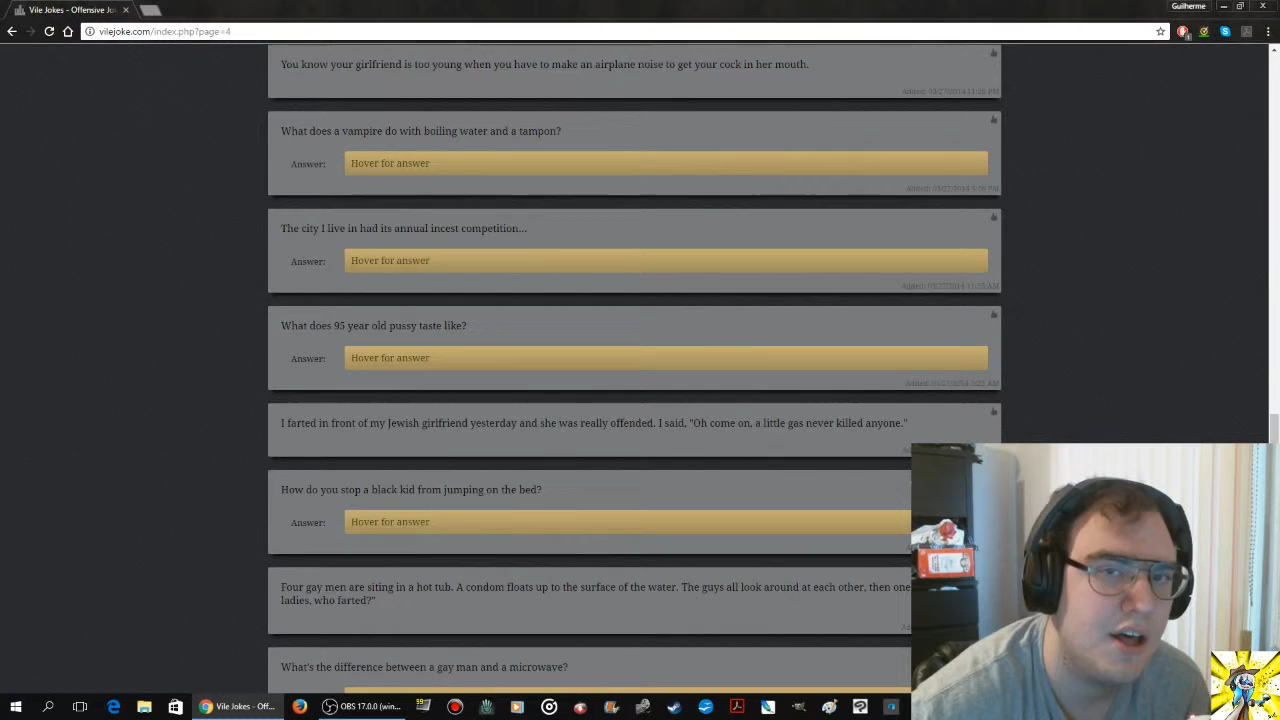 Vile Jokes - Offensive Jo
Guilherme
vilejoke.com/index.php?page=4
You know your girlfriend is too young when you have to make an airplane noise to get your cock in her mouth.
Added: 03/27/2014 11:28 PM
What does a vampire do with boiling water and a tampon?
Answer: Hover for answer
The city I live in had its annual incest competition...
Answer: Hover for answer
What does 95 year old pussy taste like?
Answer: Hover for answer
I farted in front of my Jewish girlfriend yesterday and she was really offended. I said, "Oh come on, a little gas never killed anyone."
How do you stop a black kid from jumping on the bed?
Answer: Hover for answer
Four gay men are siting in a hot tub. A condom floats up to the surface of the water. The guys all look around at each other, then one
ladies, who farted?"
What's the difference between a gay man and a microwave?
Vile Jokes - Off...
OBS 17.0.0 (win...